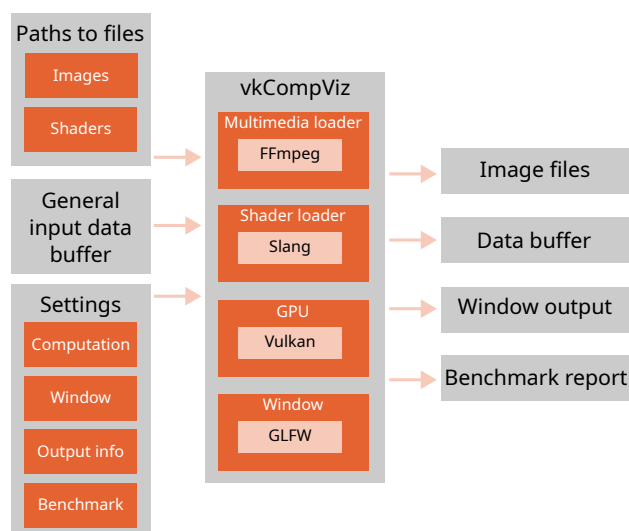 Paths to files
Images
Shaders
General
input data
buffer
Settings
Computation
Window
Output info
Benchmark
vkCompViz
Multimedia loader
FFmpeg
Shader loader
Slang
GPU
Vulkan
Window
GLFW
Image files
Data buffer
Window output
Benchmark report